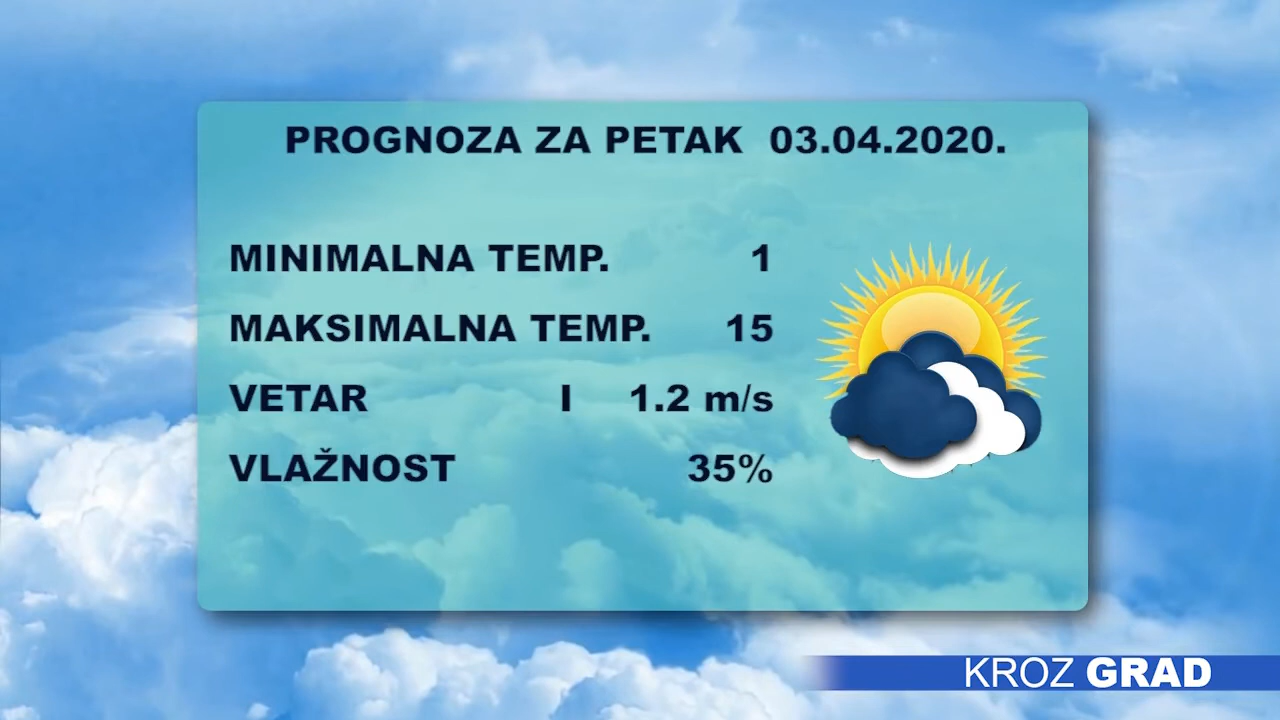 PROGNOZA ZA PETAK 03.04.2020.
MINIMALNA TEMP. 1
MAKSIMALNA TEMP. 15
VETAR I 1.2 m/s
VLAŽNOST 35%
KROZ GRAD